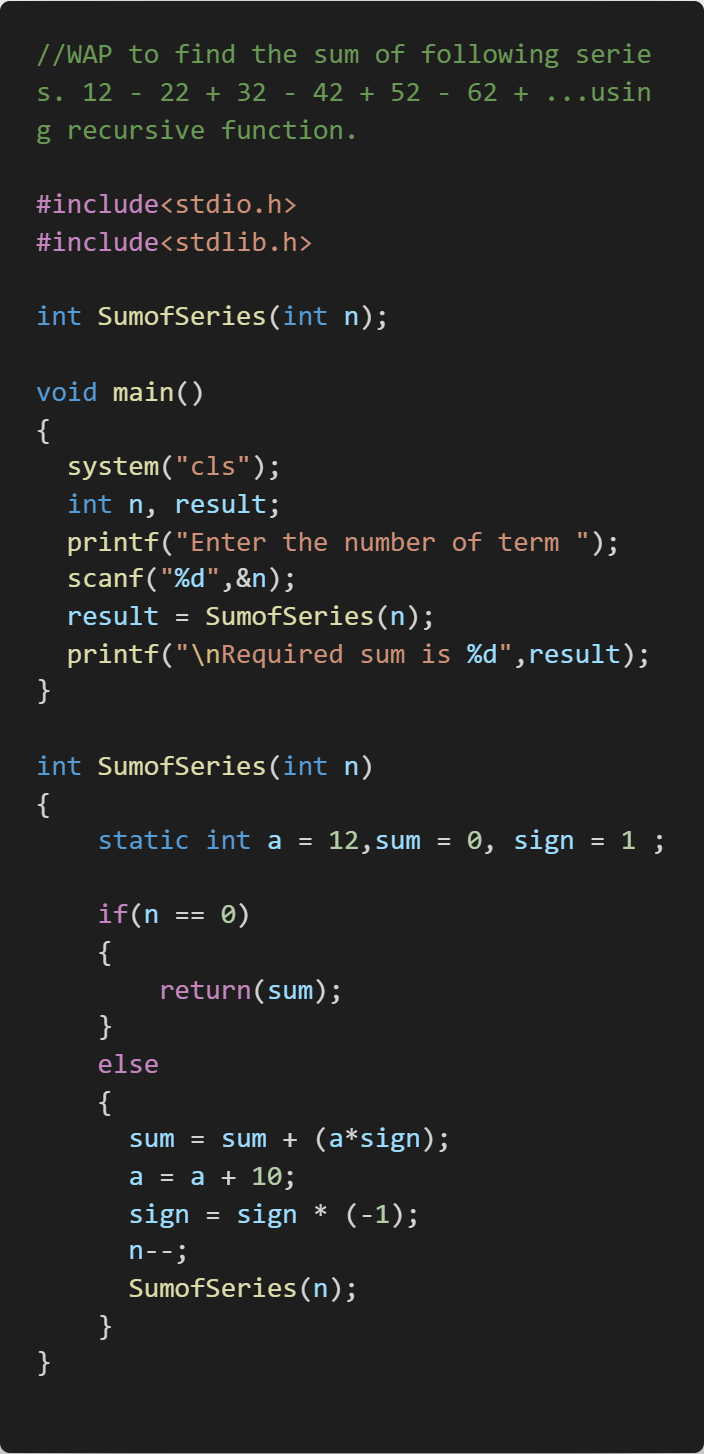 //WAP to find the sum of following serie
s. 12 - 22 + 32 - 42 + 52 - 62 + ...usin
g recursive function.

#include<stdio.h>
#include<stdlib.h>

int SumofSeries(int n);

void main()
{
  system("cls");
  int n, result;
  printf("Enter the number of term ");
  scanf("%d",&n);
  result = SumofSeries(n);
  printf("\nRequired sum is %d",result);
}

int SumofSeries(int n)
{
    static int a = 12,sum = 0, sign = 1 ;

    if(n == 0)
    {
        return(sum);
    }
    else
    {
      sum = sum + (a*sign);
      a = a + 10;
      sign = sign * (-1);
      n--;
      SumofSeries(n);
    }
}